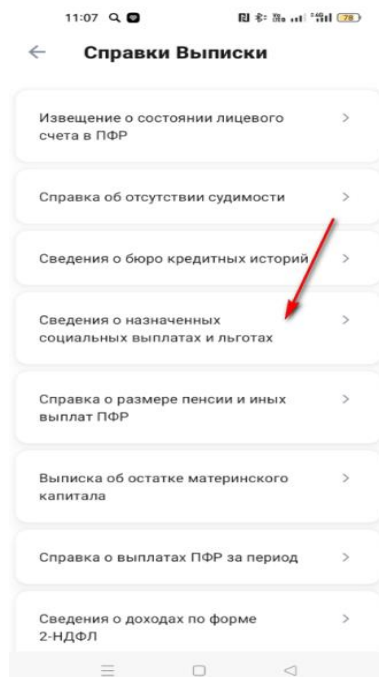 11:07
78
Справки Выписки
Извещение о состоянии лицевого
счета в ПФР
Справка об отсутствии судимости
Сведения о бюро кредитных историй
Сведения о назначенных
социальных выплатах и льготах
Справка о размере пенсии и иных
выплат ПФР
Выписка об остатке материнского
капитала
Справка о выплатах ПФР за период
Сведения о доходах по форме
2-НДФЛ